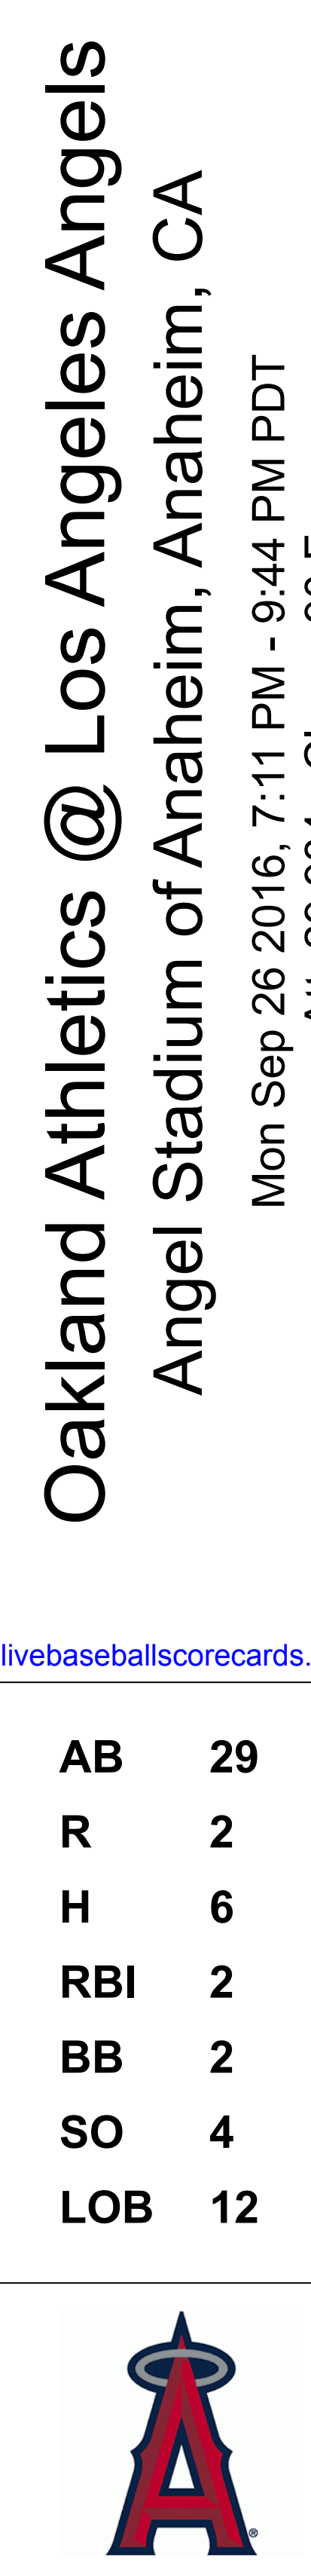 Oakland Athletics @ Los Angeles Angels
Angel Stadium of Anaheim, Anaheim, CA
Mon Sep 26 2016, 7:11 PM - 9:44 PM PDT
livebaseballscorecards.
AB 29
R 2
H 6
RBI 2
BB 2
SO 4
LOB 12
A
®